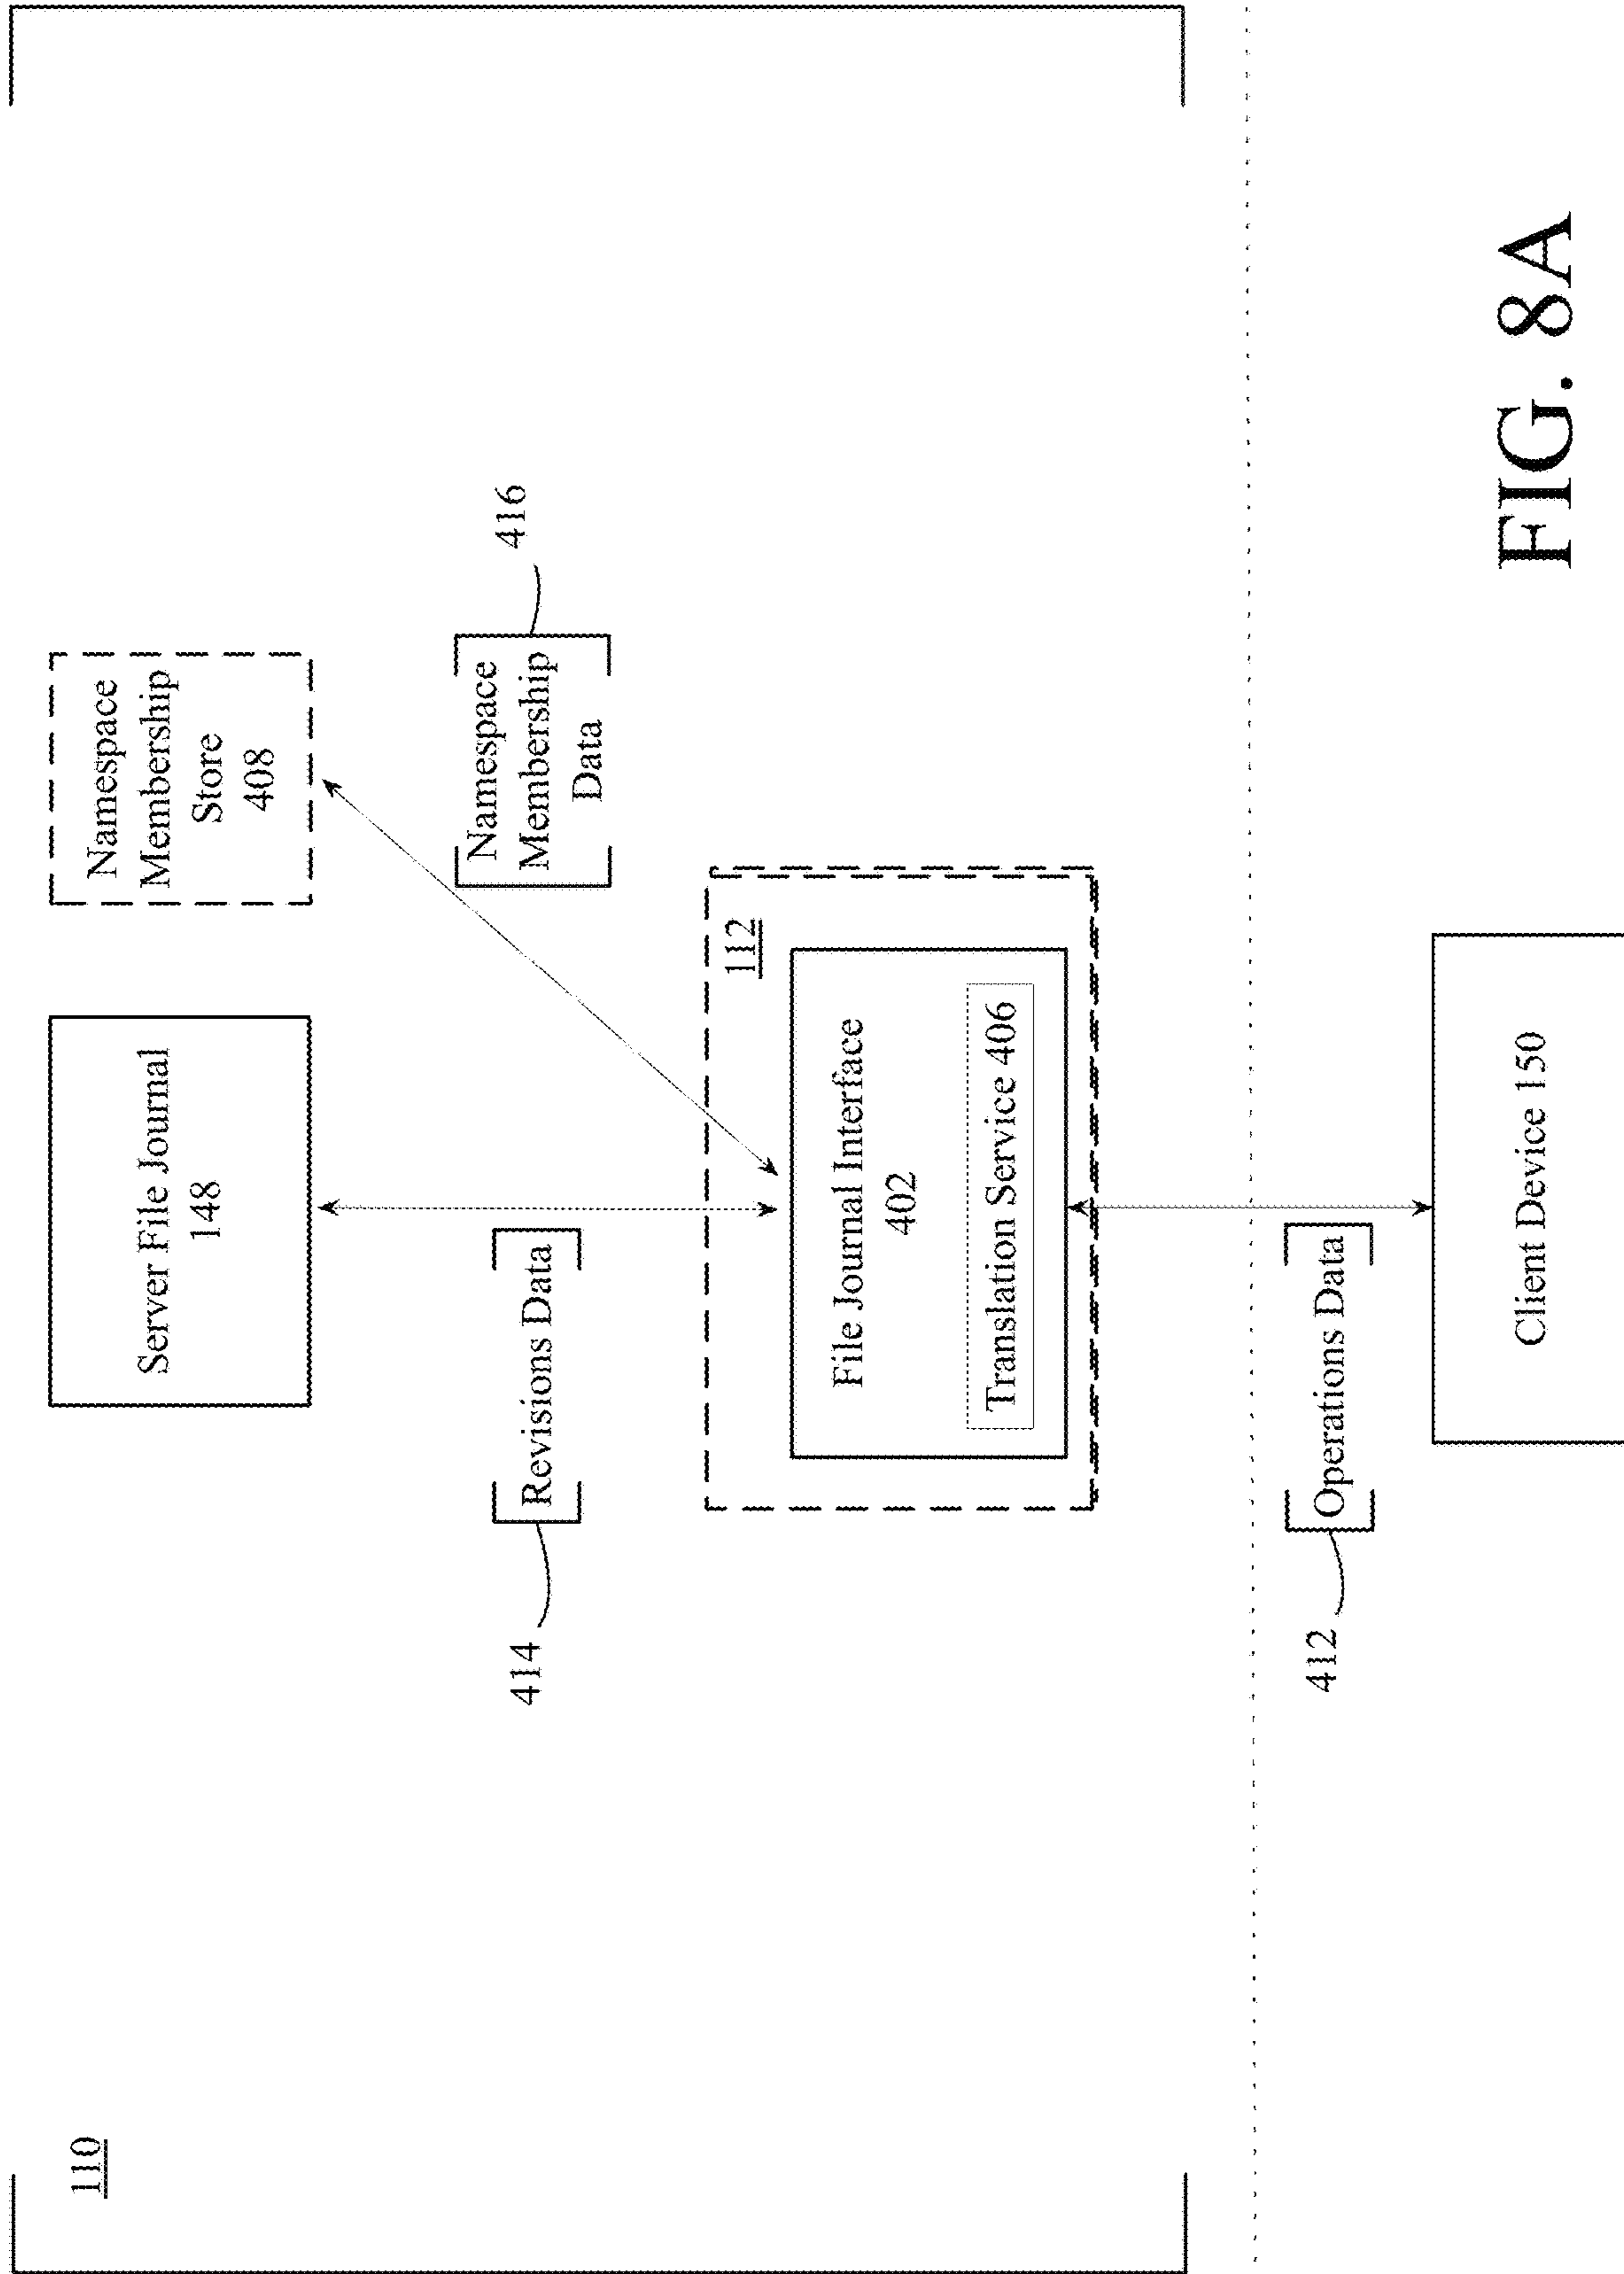 110
Server File Journal
148
Namespace
Membership
Store
408
414
Revisions Data
Namespace
Membership
Data
416
112
File Journal Interface
402
Translation Service 406
412
Operations Data
Client Device 150
FIG. 8A